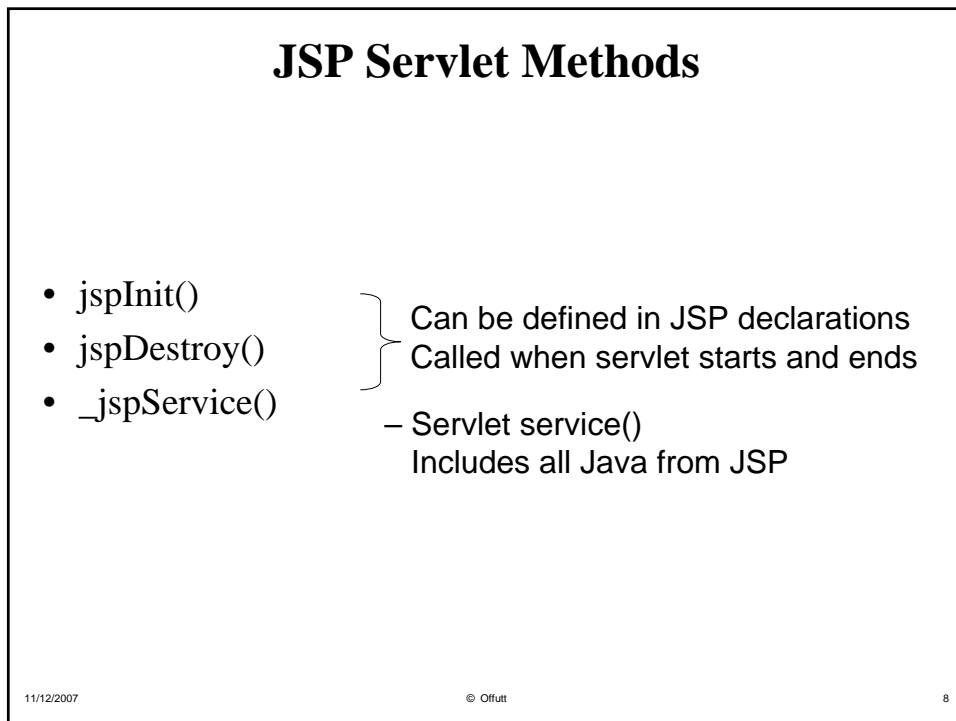 JSP Servlet Methods
• jspInit()
• jspDestroy()
• _jspService()
Can be defined in JSP declarations
Called when servlet starts and ends
– Servlet service()
Includes all Java from JSP
11/12/2007
© Offutt
8